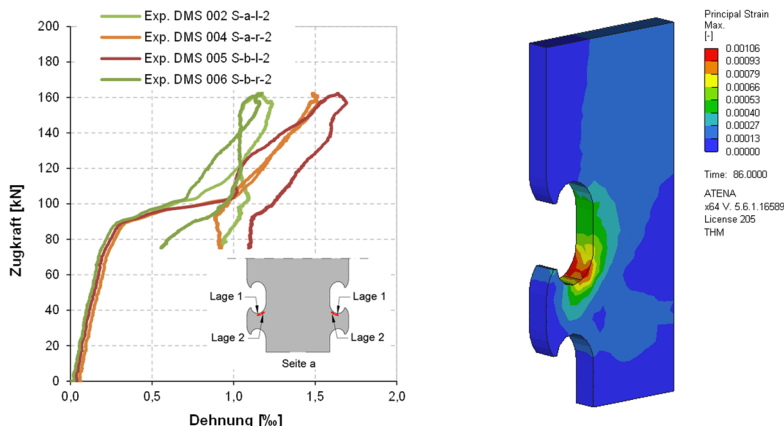 Exp. DMS 002 S-a-l-2
Exp. DMS 004 S-a-r-2
Exp. DMS 005 S-b-l-2
Exp. DMS 006 S-b-r-2
200
180
160
140
120
100
80
60
40
20
0
Zugkraft [kN]
0,0
0,5
1,0
1,5
2,0
Dehnung [‰]
Lage 1
Lage 1
Lage 2
Lage 2
Seite a
Principal Strain
Max.
[-]
0.00106
0.00093
0.00079
0.00066
0.00053
0.00040
0.00027
0.00013
0.00000
Time: 86.0000
ATENA
x64 V. 5.6.1.16589
License 205
THM